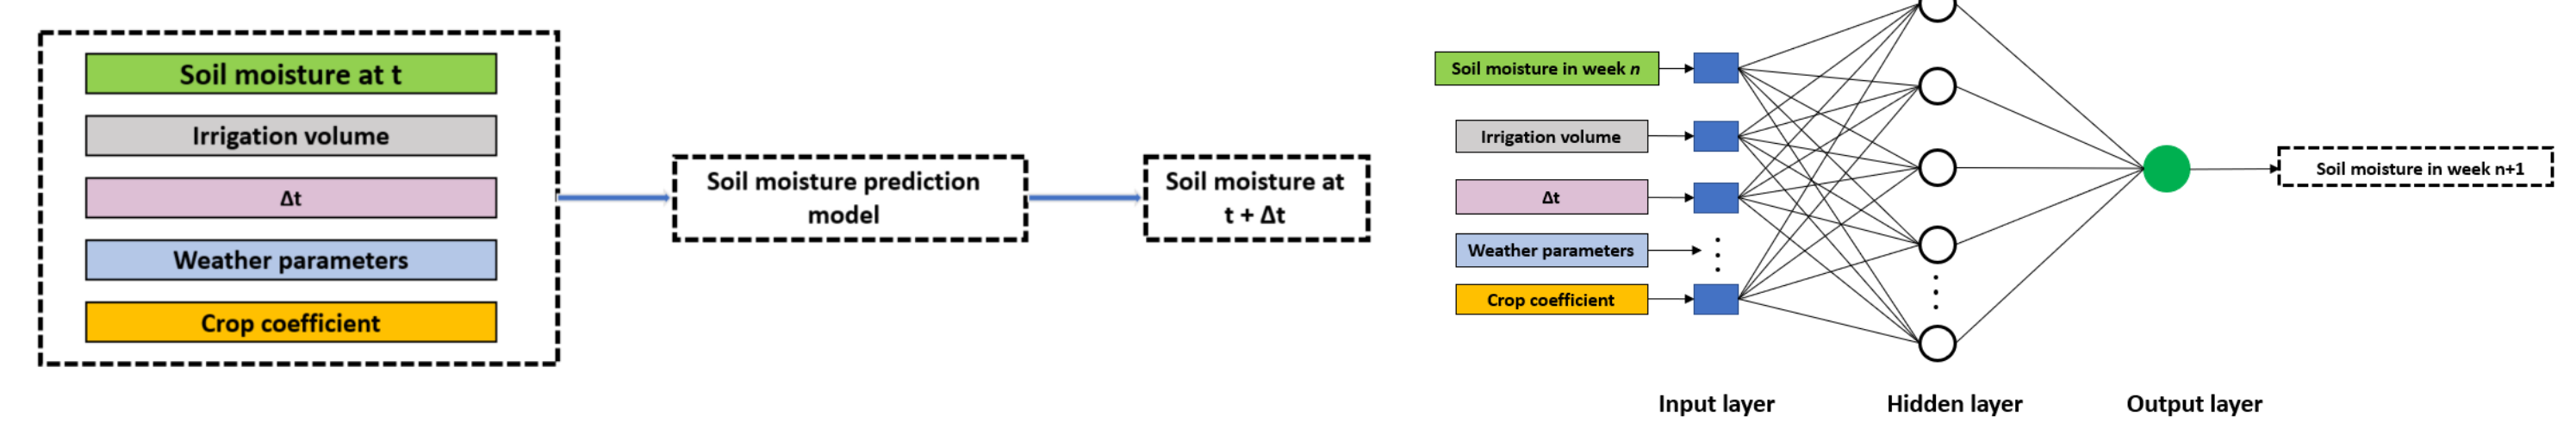 Soil moisture at t
Irrigation volume
Δt
Weather parameters
Crop coefficient
Soil moisture prediction
model
Soil moisture at
t + Δt
Soil moisture in week n
Irrigation volume
Δt
Weather parameters
Crop coefficient
Soil moisture in week n+1
Input layer
Hidden layer
Output layer